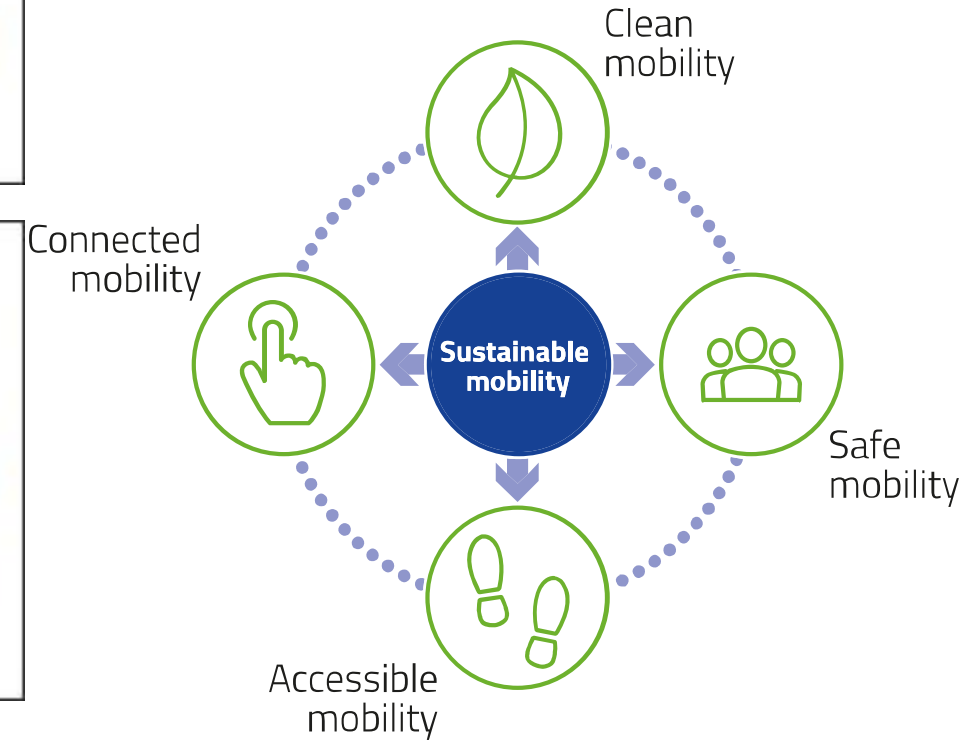 Clean
mobility
Connected
mobility
Sustainable
mobility
Safe
mobility
Accessible
mobility